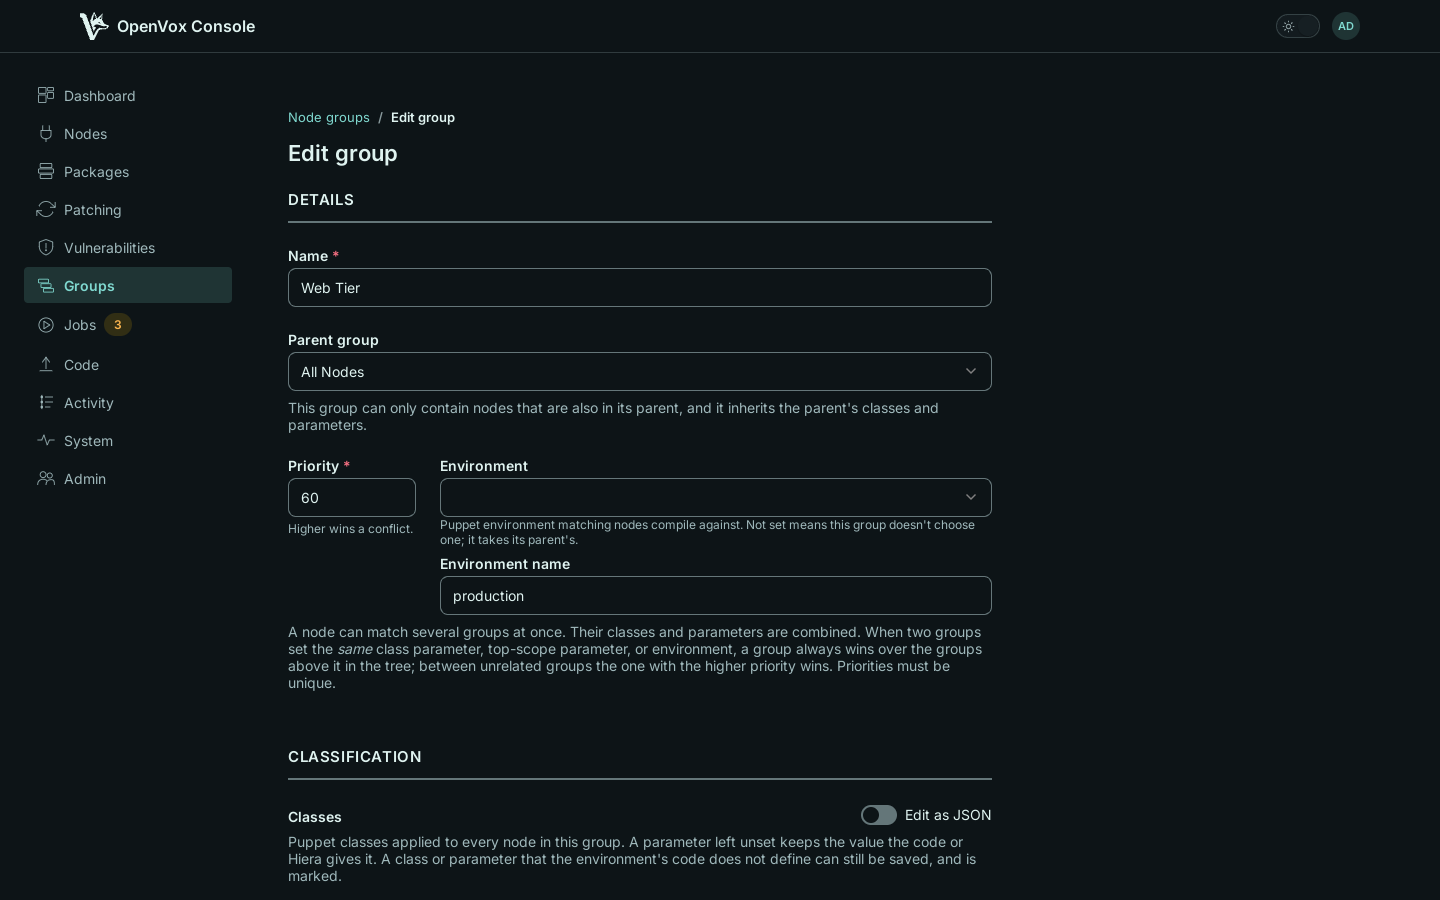 OpenVox Console
AD
Dashboard
Nodes
Packages
Patching
Vulnerabilities
Groups
Jobs 3
Code
Activity
System
Admin
Node groups / Edit group
Edit group
DETAILS
Name *
Web Tier
Parent group
All Nodes
This group can only contain nodes that are also in its parent, and it inherits the parent's classes and
parameters.
Priority *
60
Higher wins a conflict.
Environment
Puppet environment matching nodes compile against. Not set means this group doesn't choose
one; it takes its parent's.
Environment name
production
A node can match several groups at once. Their classes and parameters are combined. When two groups
set the same class parameter, top-scope parameter, or environment, a group always wins over the groups
above it in the tree; between unrelated groups the one with the higher priority wins. Priorities must be
unique.
CLASSIFICATION
Classes
Edit as JSON
Puppet classes applied to every node in this group. A parameter left unset keeps the value the code or
Hiera gives it. A class or parameter that the environment's code does not define can still be saved, and is
marked.